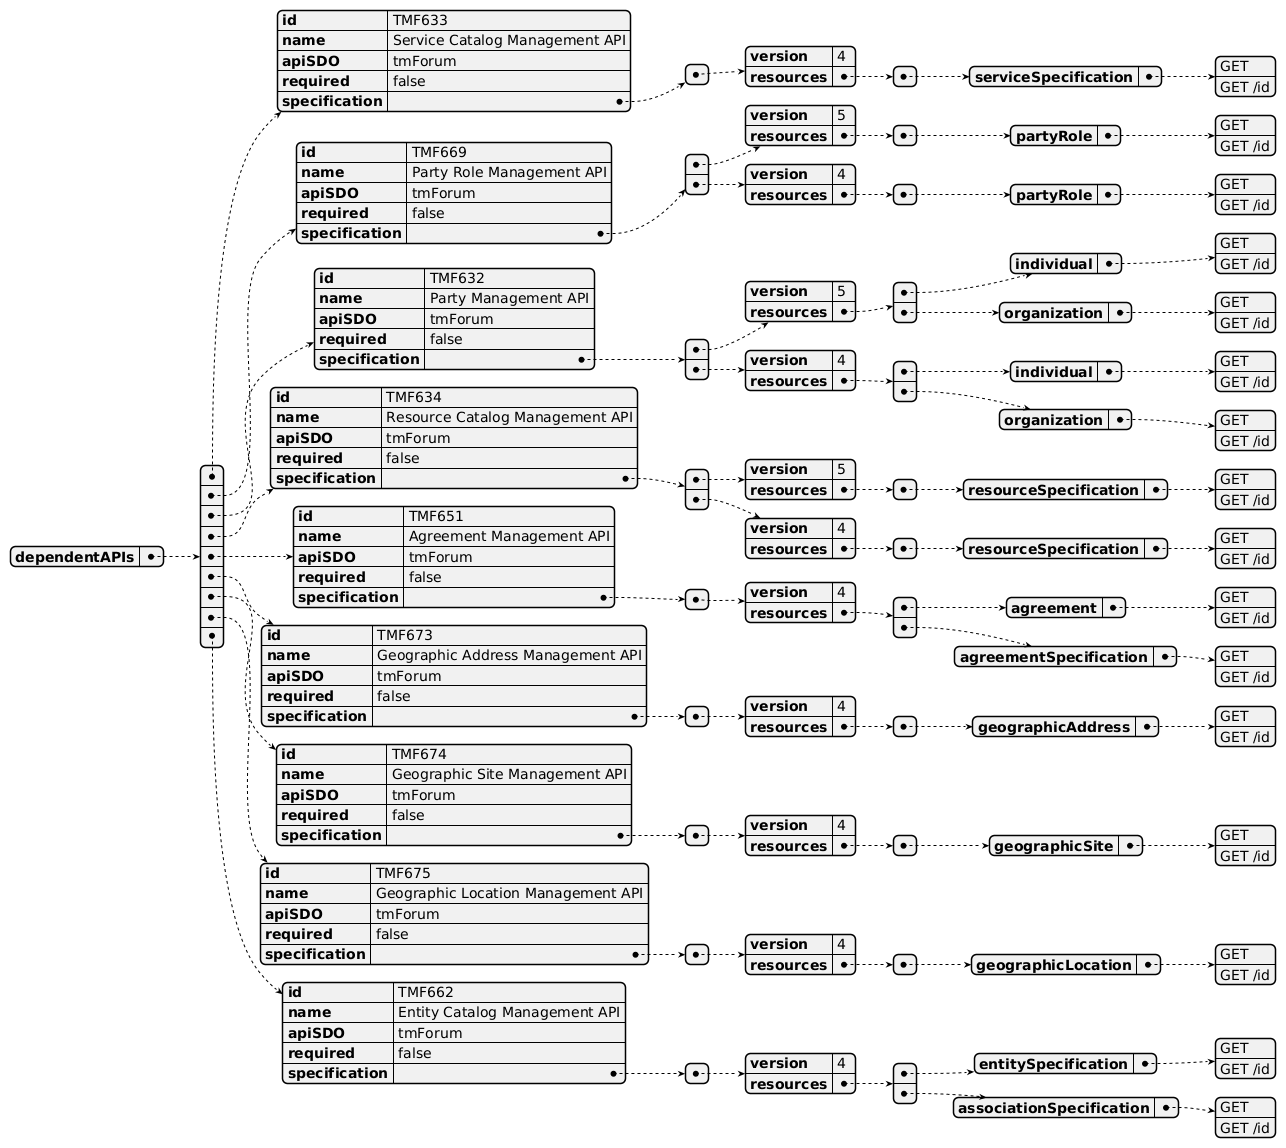 id TMF633
name Service Catalog Management API
apiSDO tmForum
required false
specification
version 4
resources
serviceSpecification
GET
GET /id
id TMF669
name Party Role Management API
apiSDO tmForum
required false
specification
version 5
resources
partyRole
GET
GET /id
version 4
resources
partyRole
GET
GET /id
id TMF632
name Party Management API
apiSDO tmForum
required false
specification
version 5
resources
individual
GET
GET /id
organization
GET
GET /id
version 4
resources
individual
GET
GET /id
organization
GET
GET /id
id TMF634
name Resource Catalog Management API
apiSDO tmForum
required false
specification
version 5
resources
resourceSpecification
GET
GET /id
version 4
resources
resourceSpecification
GET
GET /id
dependentAPIs
id TMF651
name Agreement Management API
apiSDO tmForum
required false
specification
version 4
resources
agreement
GET
GET /id
agreementSpecification
GET
GET /id
id TMF673
name Geographic Address Management API
apiSDO tmForum
required false
specification
version 4
resources
geographicAddress
GET
GET /id
id TMF674
name Geographic Site Management API
apiSDO tmForum
required false
specification
version 4
resources
geographicSite
GET
GET /id
id TMF675
name Geographic Location Management API
apiSDO tmForum
required false
specification
version 4
resources
geographicLocation
GET
GET /id
id TMF662
name Entity Catalog Management API
apiSDO tmForum
required false
specification
version 4
resources
entitySpecification
GET
GET /id
associationSpecification
GET
GET /id